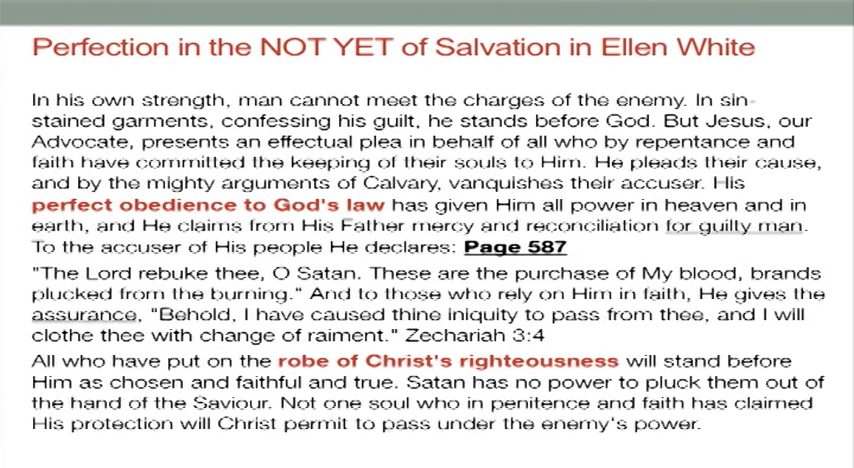 Perfection in the NOT YET of Salvation in Ellen White
In his own strength, man cannot meet the charges of the enemy. In sin-
stained garments, confessing his guilt, he stands before God. But Jesus, our
Advocate, presents an effectual plea in behalf of all who by repentance and
faith have committed the keeping of their souls to Him. He pleads their cause,
and by the mighty arguments of Calvary, vanquishes their accuser. His
perfect obedience to God's law has given Him all power in heaven and in
earth, and He claims from His Father mercy and reconciliation for guilty man.
To the accuser of His people He declares: Page 587
"The Lord rebuke thee, O Satan. These are the purchase of My blood, brands
plucked from the burning." And to those who rely on Him in faith, He gives the
assurance, "Behold, I have caused thine iniquity to pass from thee, and I will
clothe thee with change of raiment." Zechariah 3:4
All who have put on the robe of Christ's righteousness will stand before
Him as chosen and faithful and true. Satan has no power to pluck them out of
the hand of the Saviour. Not one soul who in penitence and faith has claimed
His protection will Christ permit to pass under the enemy's power.